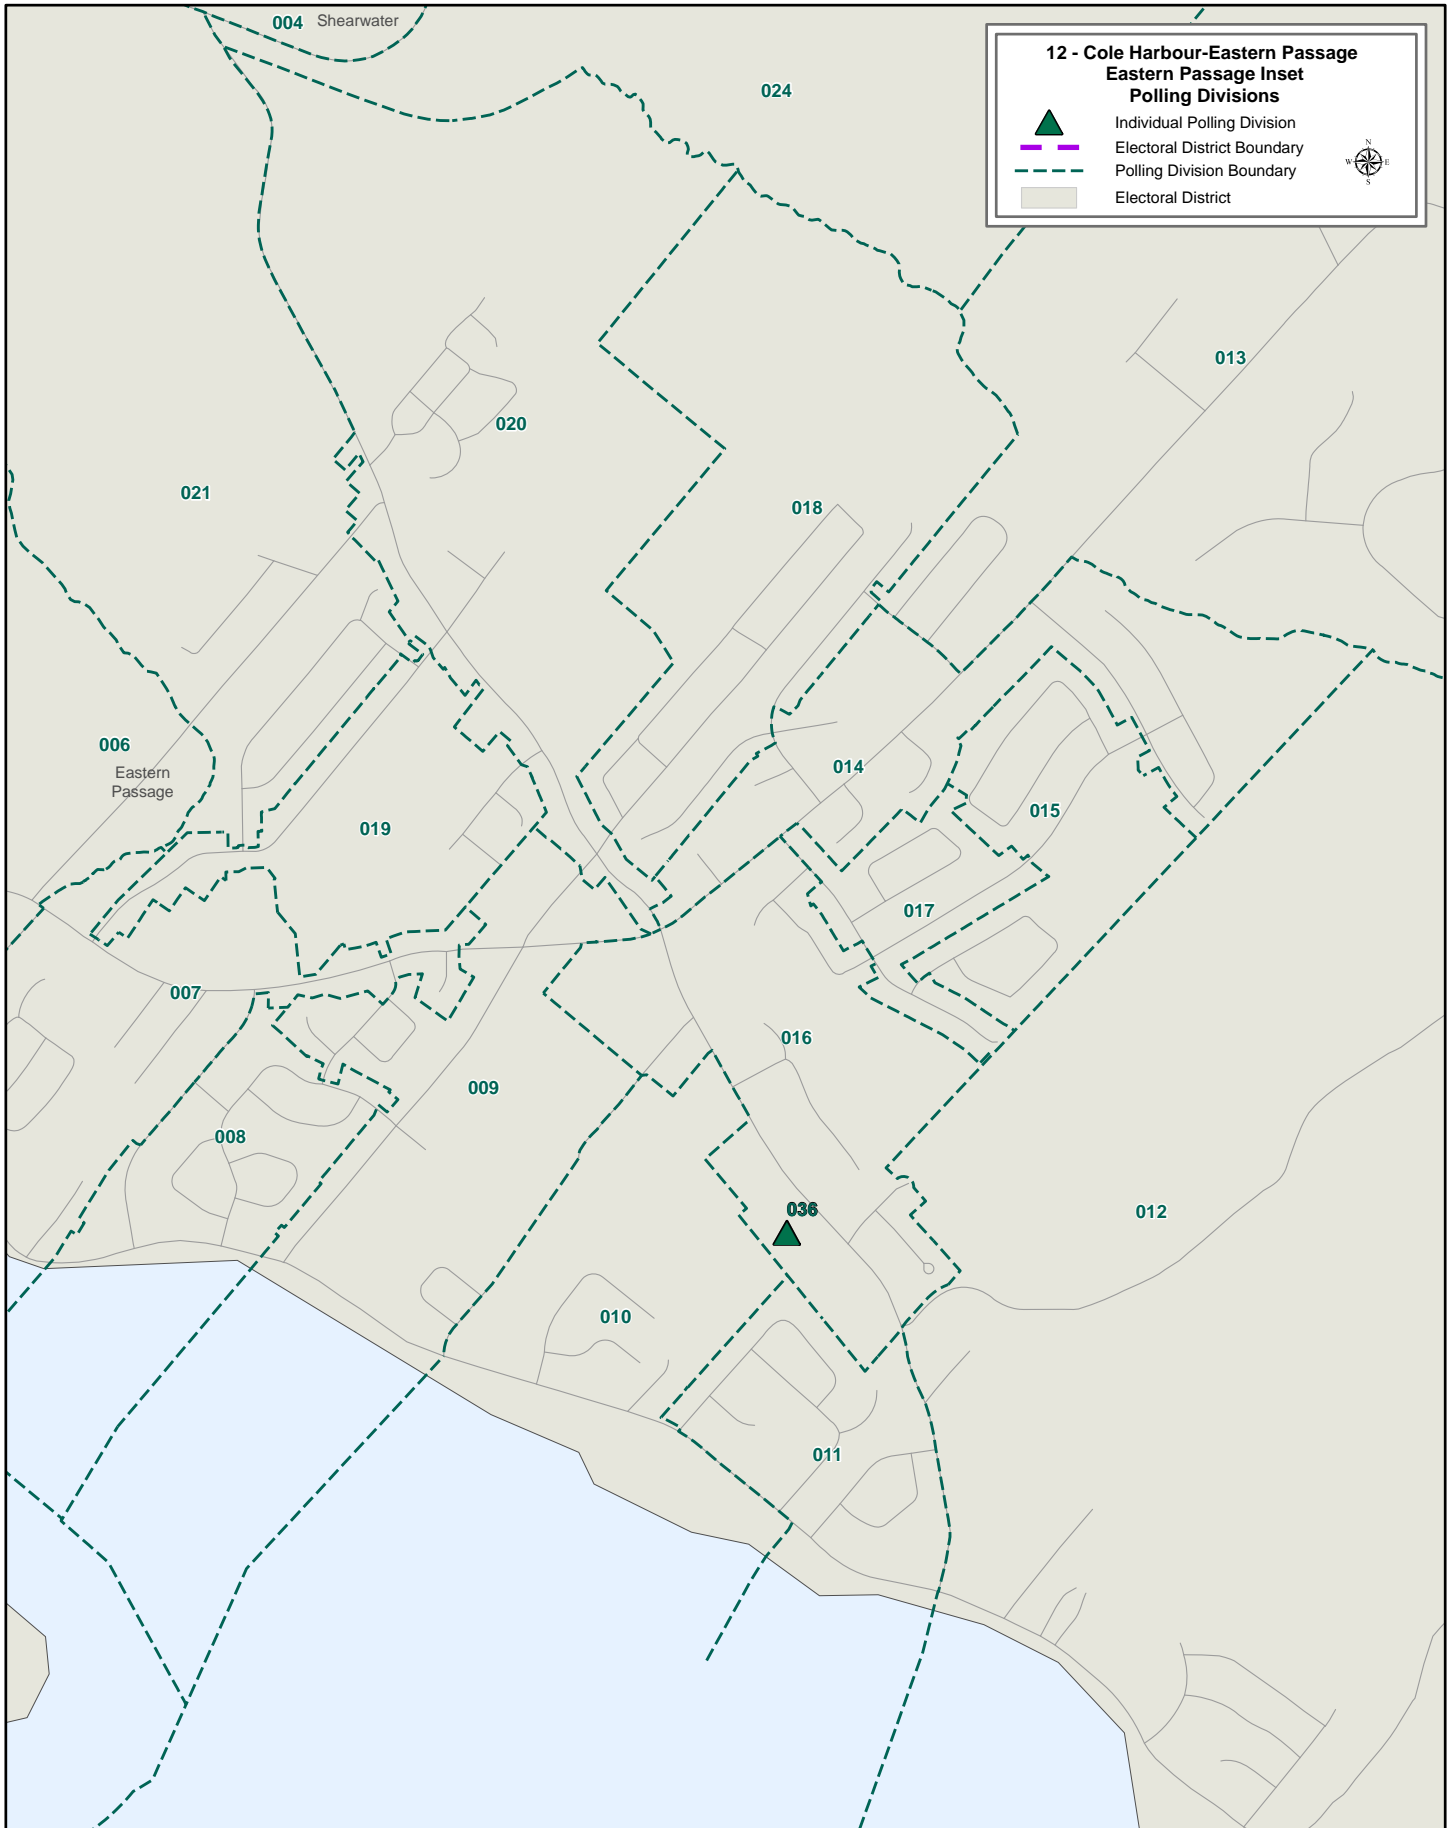 004 Shearwater
12 - Cole Harbour-Eastern Passage
Eastern Passage Inset
Polling Divisions
Individual Polling Division
Electoral District Boundary
Polling Division Boundary
Electoral District
N
W E
S
024
013
020
021
018
006
Eastern
Passage
014
015
019
017
007
016
009
008
036
012
010
011